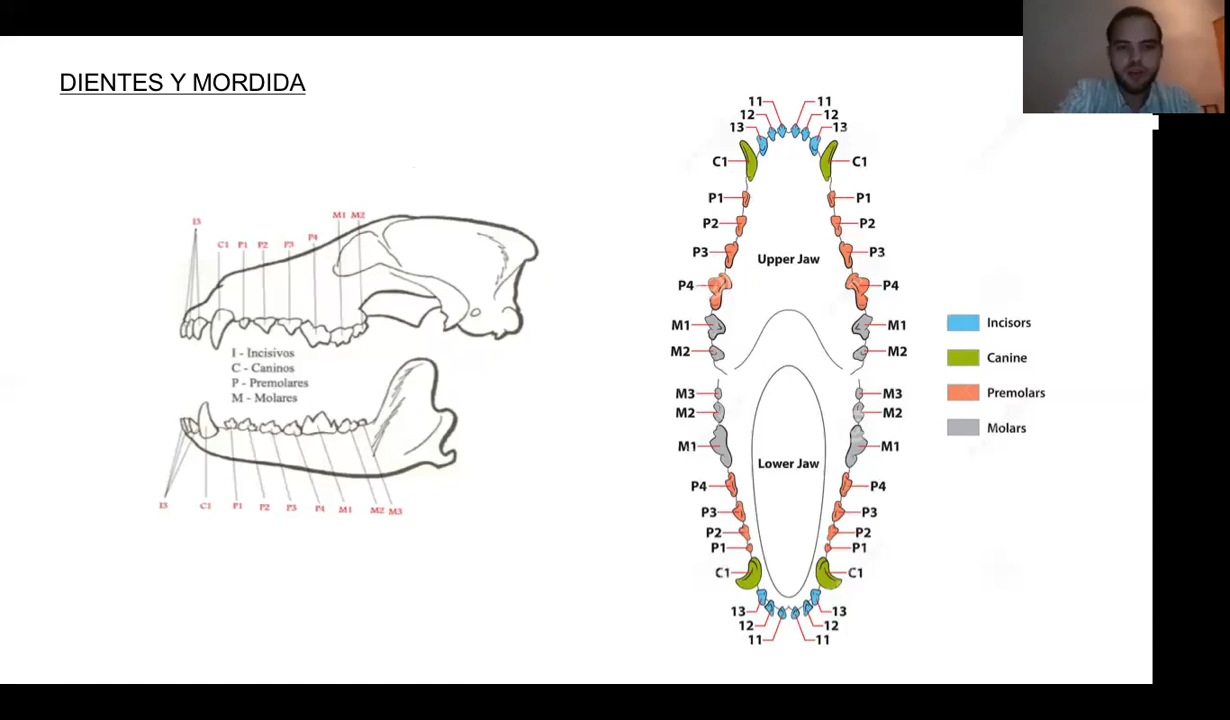 DIENTES Y MORDIDA
I3
C1
P1
P2
P3
P4
M1
M2
I - Incisivos
C - Caninos
P - Premolares
M - Molares
I3
C1
P1
P2
P3
P4
M1
M2
M3
11
11
12
12
13
13
C1
C1
P1
P1
P2
P2
P3
P3
Upper Jaw
P4
P4
M1
M1
M2
M2
M3
M3
M2
M2
M1
M1
Lower Jaw
P4
P4
P3
P3
P2
P2
P1
P1
C1
C1
13
13
12
12
11
11
Incisors
Canine
Premolars
Molars